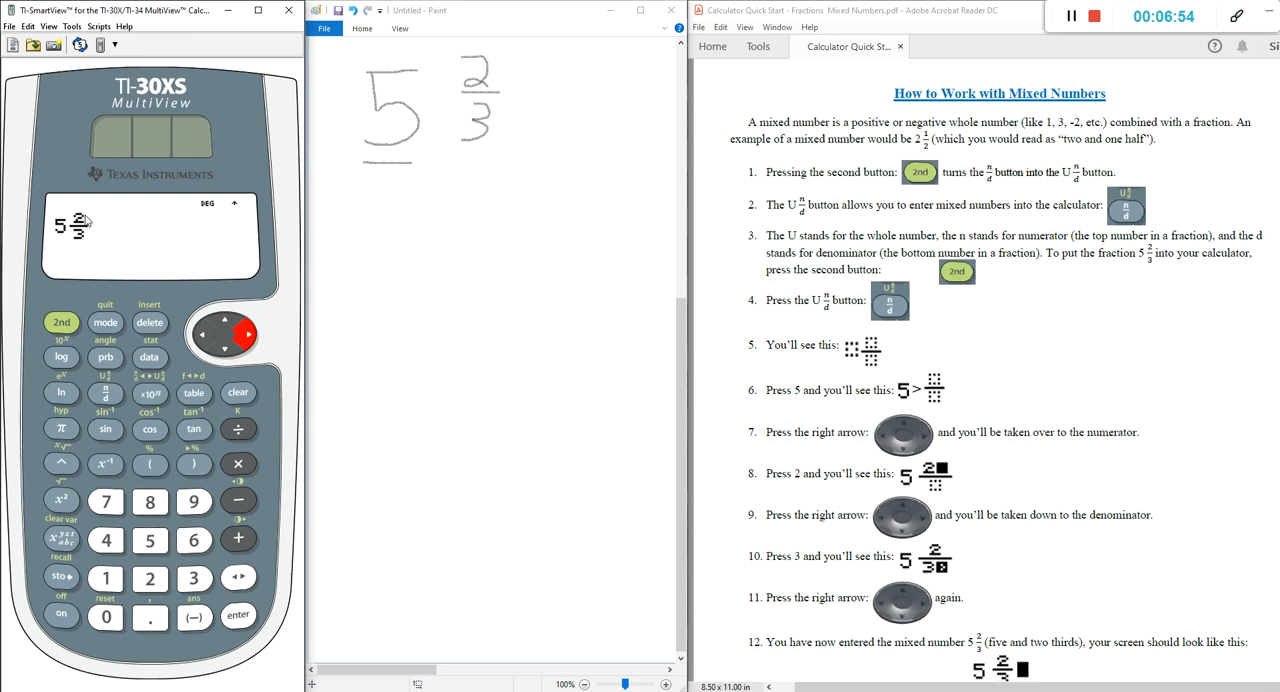 TI-SmartView™ for the TI-30X/TI-34 MultiView™ Calc...
File Edit View Tools Scripts Help
TI-30XS
MultiView
TEXAS INSTRUMENTS
DEG
5 2/3
quit insert
2nd mode delete
10ˣ angle stat
log prb data
eˣ U n/d n/d ◄► U n/d f◄►d
ln n/d ×10ⁿ table clear
hyp sin⁻¹ cos⁻¹ tan⁻¹ K
π sin cos tan ÷
ˣ√ % ►%
^ x⁻¹ ( ) ×
√
x² 7 8 9 −
clear var
x yzt abc 4 5 6 +
recall
sto► 1 2 3 ◄►
off reset , ans
on 0 . (−) enter
Untitled - Paint
File Home View
5 2/3
100%
Calculator Quick Start - Fractions Mixed Numbers.pdf - Adobe Acrobat Reader DC
00:06:54
File Edit View Window Help
Home Tools Calculator Quick St... ×
How to Work with Mixed Numbers
A mixed number is a positive or negative whole number (like 1, 3, -2, etc.) combined with a fraction. An
example of a mixed number would be 2 1/2 (which you would read as “two and one half”).
1. Pressing the second button: 2nd turns the n/d button into the U n/d button.
2. The U n/d button allows you to enter mixed numbers into the calculator: U n/d n/d
3. The U stands for the whole number, the n stands for numerator (the top number in a fraction), and the d
stands for denominator (the bottom number in a fraction). To put the fraction 5 2/3 into your calculator,
press the second button: 2nd
4. Press the U n/d button: U n/d n/d
5. You’ll see this:
6. Press 5 and you’ll see this: 5 >
7. Press the right arrow: and you’ll be taken over to the numerator.
8. Press 2 and you’ll see this: 5 2
9. Press the right arrow: and you’ll be taken down to the denominator.
10. Press 3 and you’ll see this: 5 2/3
11. Press the right arrow: again.
12. You have now entered the mixed number 5 2/3 (five and two thirds), your screen should look like this:
5 2/3
8.50 x 11.00 in